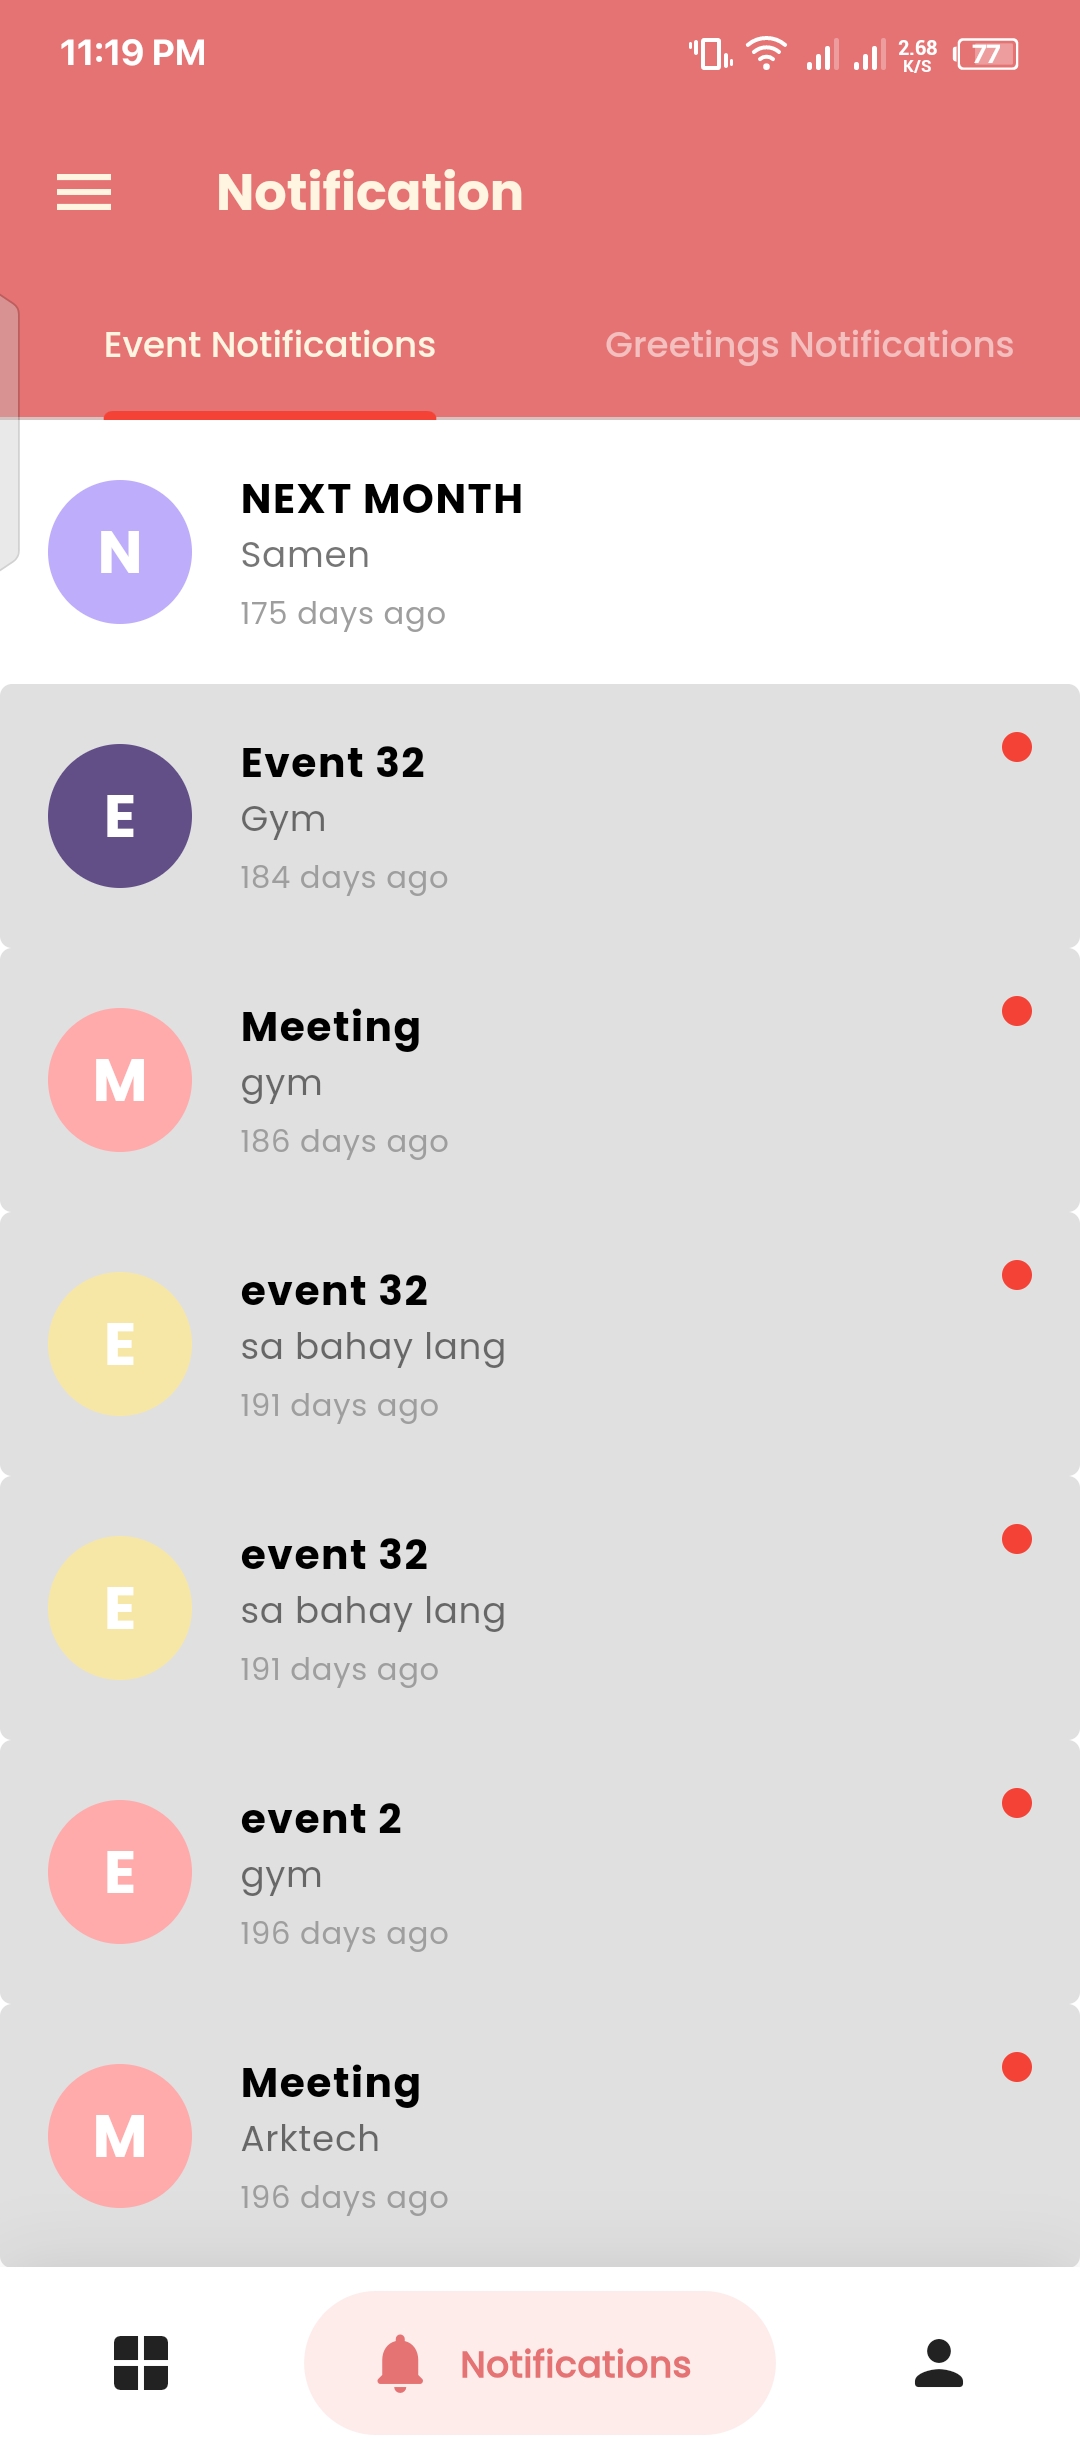 11:19 PM
2.68
K/S
77
Notification
Event Notifications
Greetings Notifications
N
NEXT MONTH
Samen
175 days ago
E
Event 32
Gym
184 days ago
M
Meeting
gym
186 days ago
E
event 32
sa bahay lang
191 days ago
E
event 32
sa bahay lang
191 days ago
E
event 2
gym
196 days ago
M
Meeting
Arktech
196 days ago
Notifications